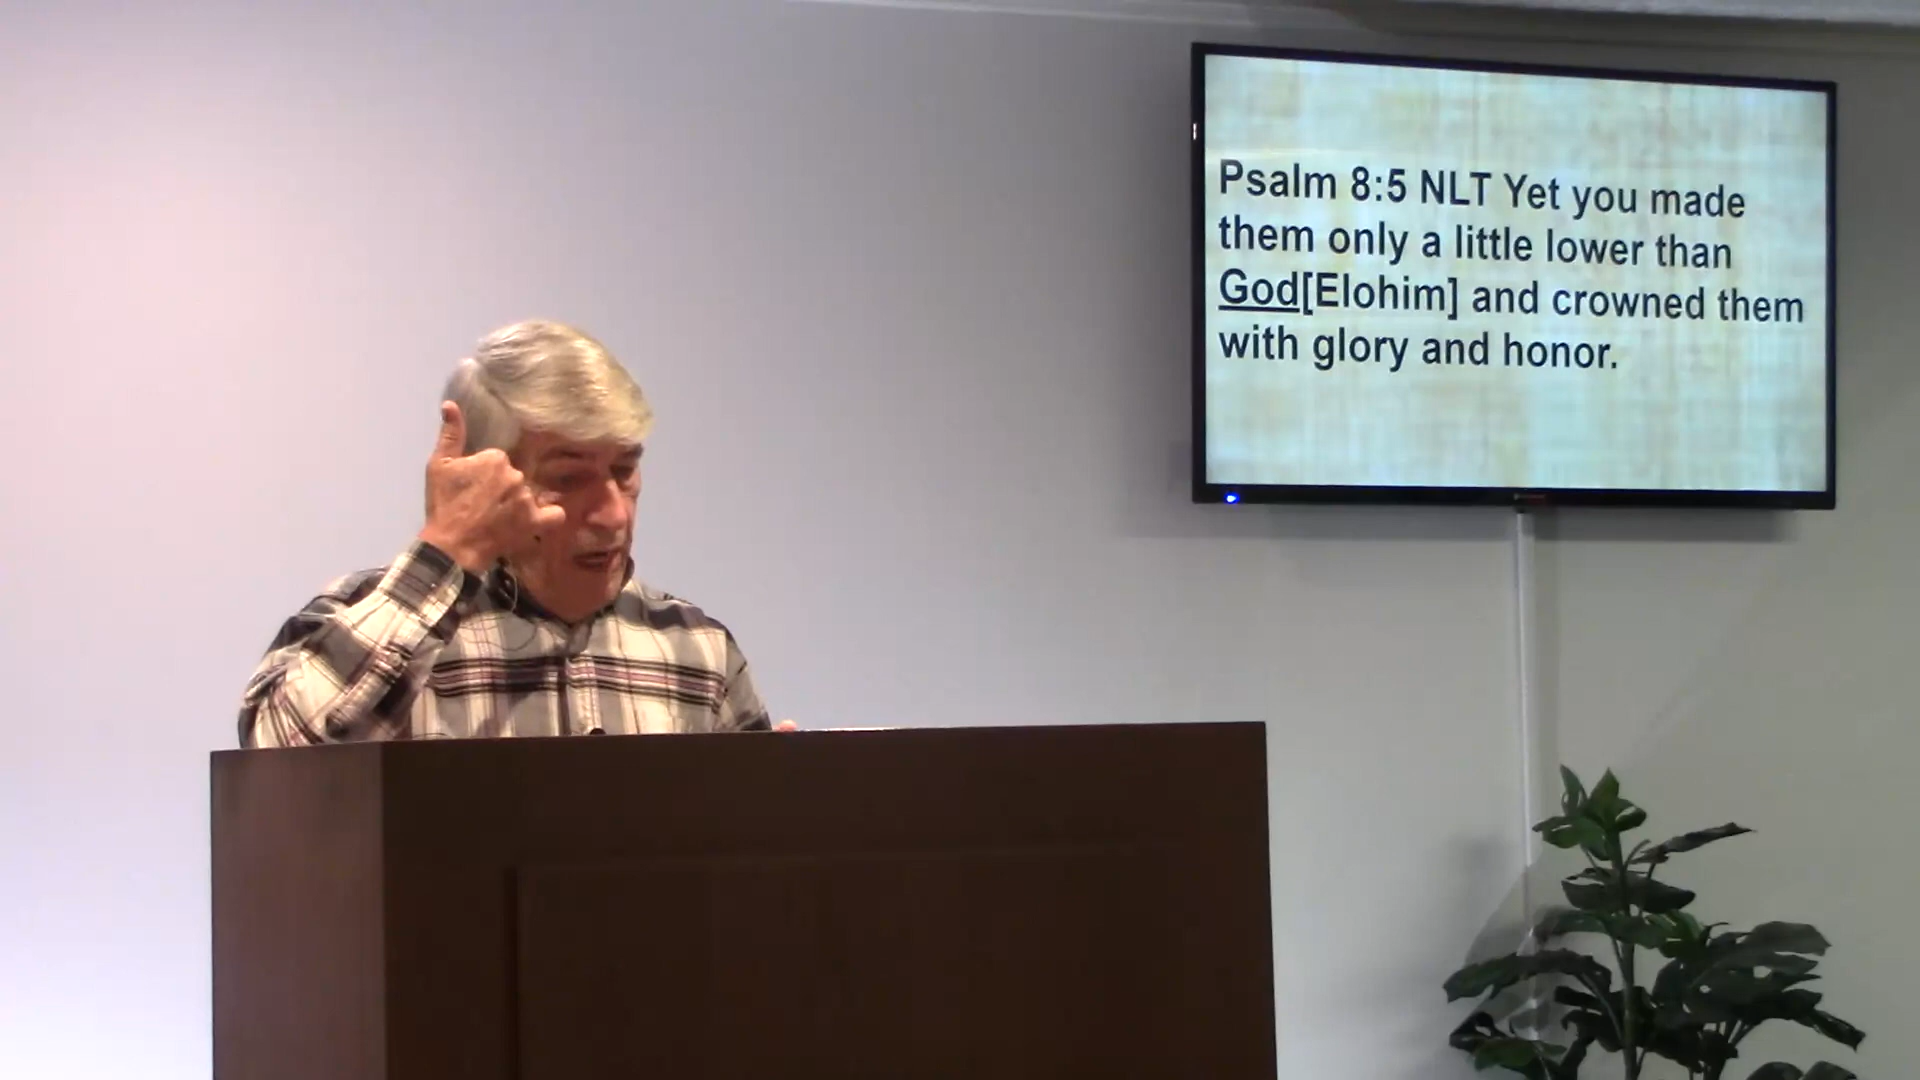 Psalm 8:5 NLT Yet you made
them only a little lower than
God[Elohim] and crowned them
with glory and honor.